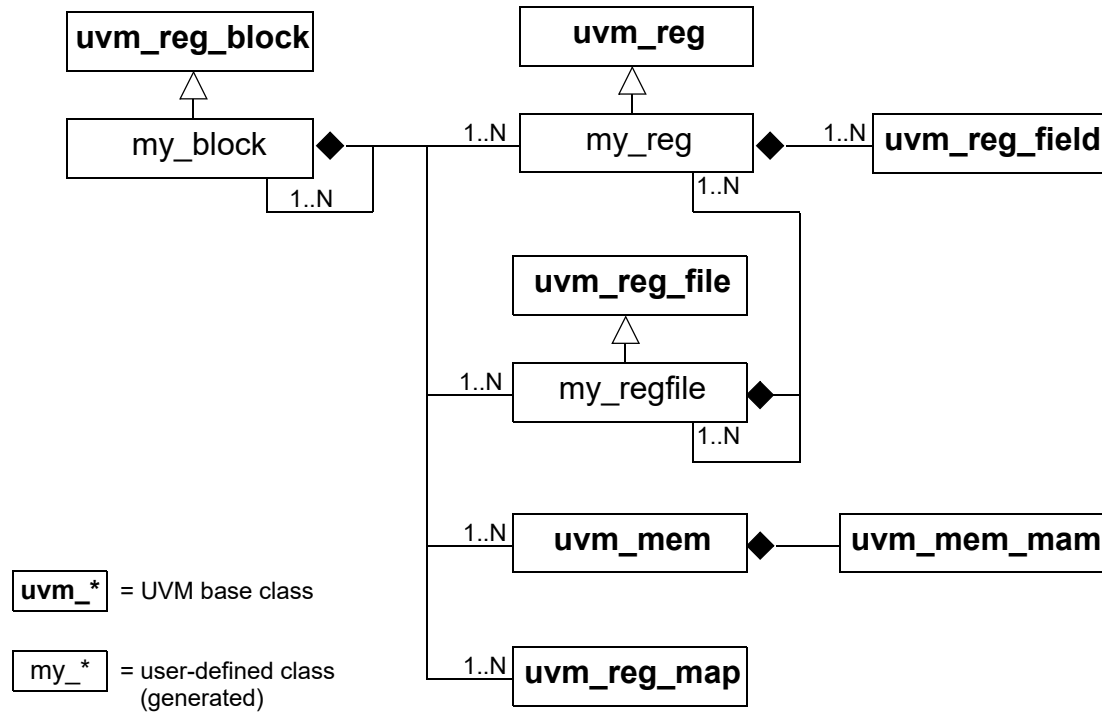 uvm_reg_block
uvm_reg
my_block
1..N
my_reg
1..N
uvm_reg_field
1..N
1..N
uvm_reg_file
1..N
my_regfile
1..N
1..N
uvm_mem
uvm_mem_mam
uvm_*
= UVM base class
my_*
= user-defined class
(generated)
1..N
uvm_reg_map